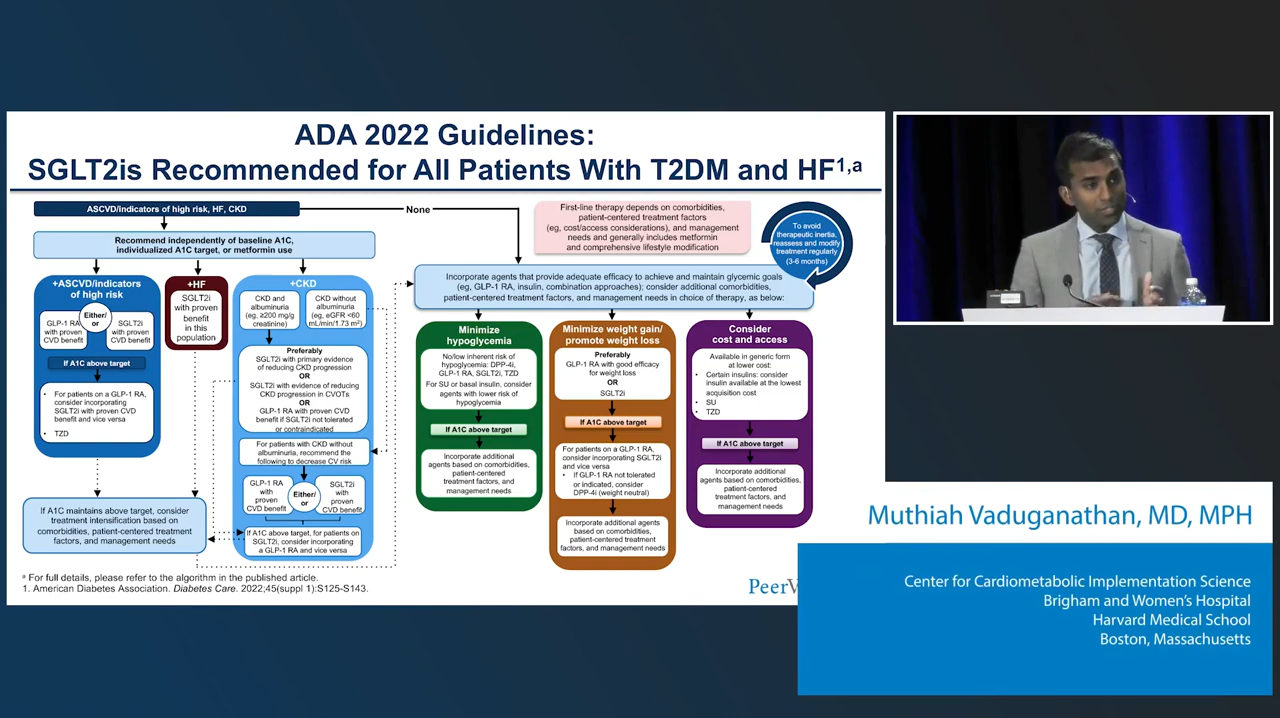 ADA 2022 Guidelines:
SGLT2is Recommended for All Patients With T2DM and HF1,a
ASCVD/indicators of high risk, HF, CKD
None
Recommend independently of baseline A1C,
individualized A1C target, or metformin use
First-line therapy depends on comorbidities,
patient-centered treatment factors
(eg, cost/access considerations), and management
needs and generally includes metformin
and comprehensive lifestyle modification
To avoid
therapeutic inertia,
reassess and modify
treatment regularly
(3-6 months)
+ASCVD/indicators
of high risk
GLP-1 RA
with proven
CVD benefit
Either/
or
SGLT2i
with proven
CVD benefit
If A1C above target
• For patients on a GLP-1 RA,
consider incorporating
SGLT2i with proven CVD
benefit and vice versa
• TZD
+HF
SGLT2i
with proven
benefit
in this
population
+CKD
CKD and
albuminuria
(eg, ≥200 mg/g
creatinine)
CKD without
albuminuria
(eg, eGFR <60
mL/min/1.73 m²)
Preferably
SGLT2i with primary evidence
of reducing CKD progression
OR
SGLT2i with evidence of reducing
CKD progression in CVOTs
OR
GLP-1 RA with proven CVD
benefit if SGLT2i not tolerated
or contraindicated
For patients with CKD without
albuminuria, recommend the
following to decrease CV risk
GLP-1 RA
with
proven
CVD benefit
Either/
or
SGLT2i
with
proven
CVD benefit
If A1C above target, for patients on
SGLT2i, consider incorporating
a GLP-1 RA and vice versa
If A1C maintains above target, consider
treatment intensification based on
comorbidities, patient-centered treatment
factors, and management needs
Incorporate agents that provide adequate efficacy to achieve and maintain glycemic goals
(eg, GLP-1 RA, insulin, combination approaches); consider additional comorbidities,
patient-centered treatment factors, and management needs in choice of therapy, as below:
Minimize
hypoglycemia
No/low inherent risk of
hypoglycemia: DPP-4i,
GLP-1 RA, SGLT2i, TZD
For SU or basal insulin, consider
agents with lower risk of
hypoglycemia
If A1C above target
Incorporate additional
agents based on comorbidities,
patient-centered
treatment factors, and
management needs
Minimize weight gain/
promote weight loss
Preferably
GLP-1 RA with good efficacy
for weight loss
OR
SGLT2i
If A1C above target
For patients on a GLP-1 RA,
consider incorporating SGLT2i
and vice versa
• If GLP-1 RA not tolerated
or indicated, consider
DPP-4i (weight neutral)
Incorporate additional agents
based on comorbidities,
patient-centered treatment
factors, and management needs
Consider
cost and access
Available in generic form
at lower cost:
• Certain insulins: consider
insulin available at the lowest
acquisition cost
• SU
• TZD
If A1C above target
Incorporate additional
agents based on comorbidities,
patient-centered
treatment factors, and
management needs
a For full details, please refer to the algorithm in the published article.
1. American Diabetes Association. Diabetes Care. 2022;45(suppl 1):S125-S143.
PeerV
Muthiah Vaduganathan, MD, MPH
Center for Cardiometabolic Implementation Science
Brigham and Women's Hospital
Harvard Medical School
Boston, Massachusetts